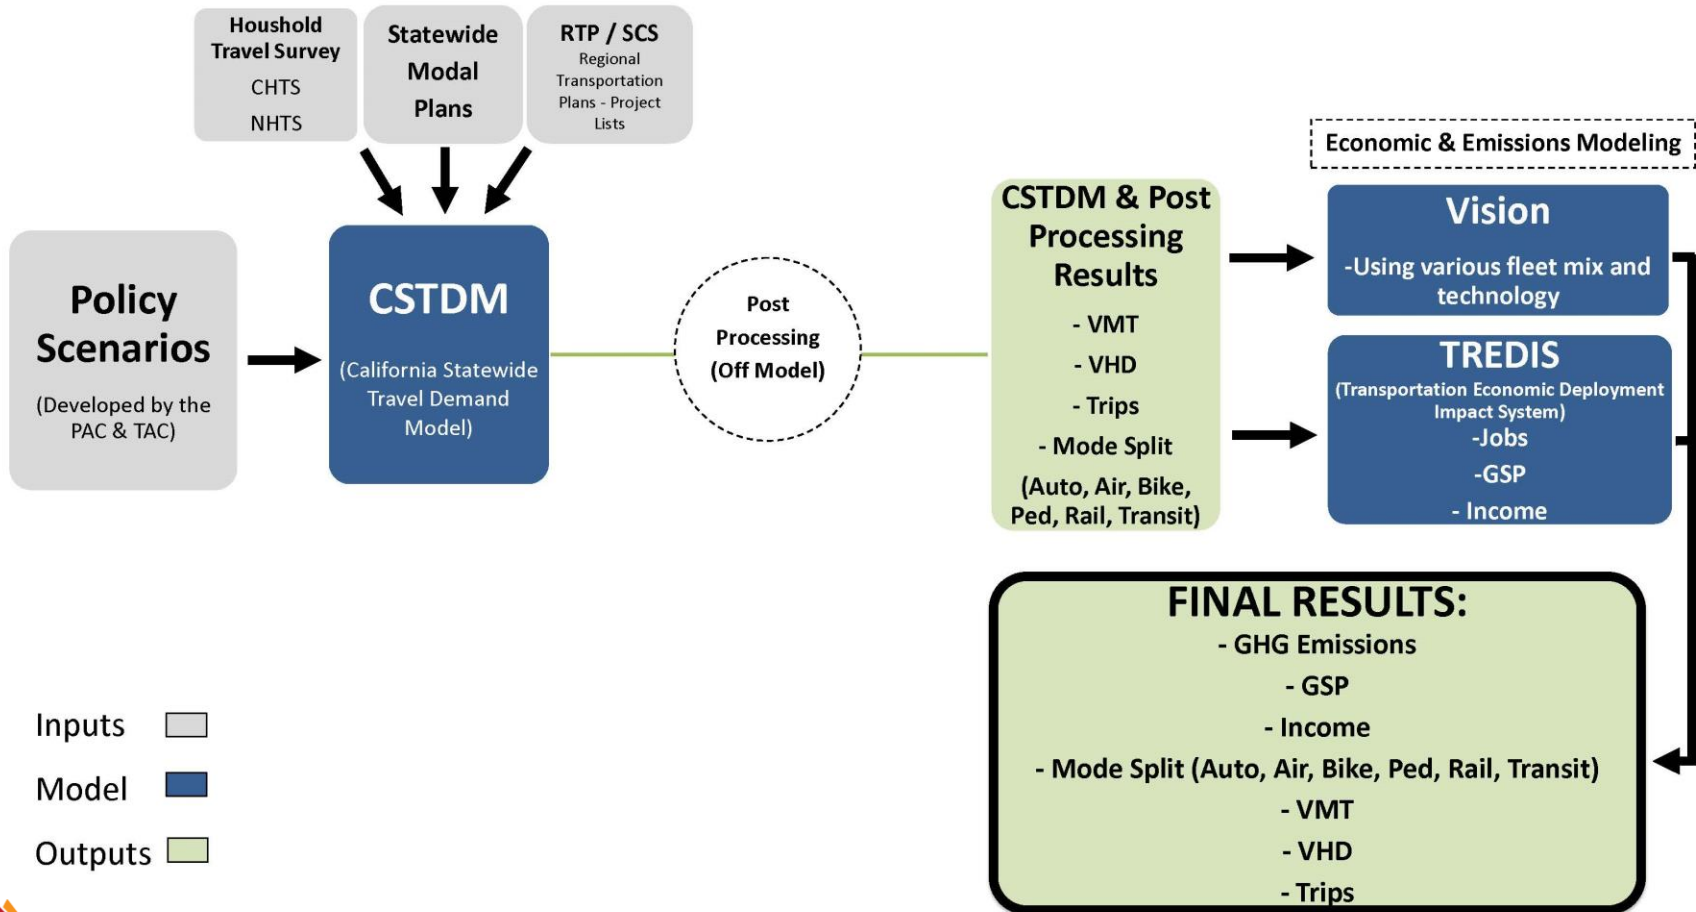 Houshold
Travel Survey
CHTS
NHTS
Statewide
Modal
Plans
RTP / SCS
Regional
Transportation
Plans - Project
Lists
Economic & Emissions Modeling
Policy
Scenarios
(Developed by the
PAC & TAC)
CSTDM
(California Statewide
Travel Demand
Model)
Post
Processing
(Off Model)
CSTDM & Post
Processing
Results
- VMT
- VHD
- Trips
- Mode Split
(Auto, Air, Bike,
Ped, Rail, Transit)
Vision
-Using various fleet mix and
technology
TREDIS
(Transportation Economic Deployment
Impact System)
-Jobs
-GSP
- Income
FINAL RESULTS:
- GHG Emissions
- GSP
- Income
- Mode Split (Auto, Air, Bike, Ped, Rail, Transit)
- VMT
- VHD
- Trips
Inputs
Model
Outputs